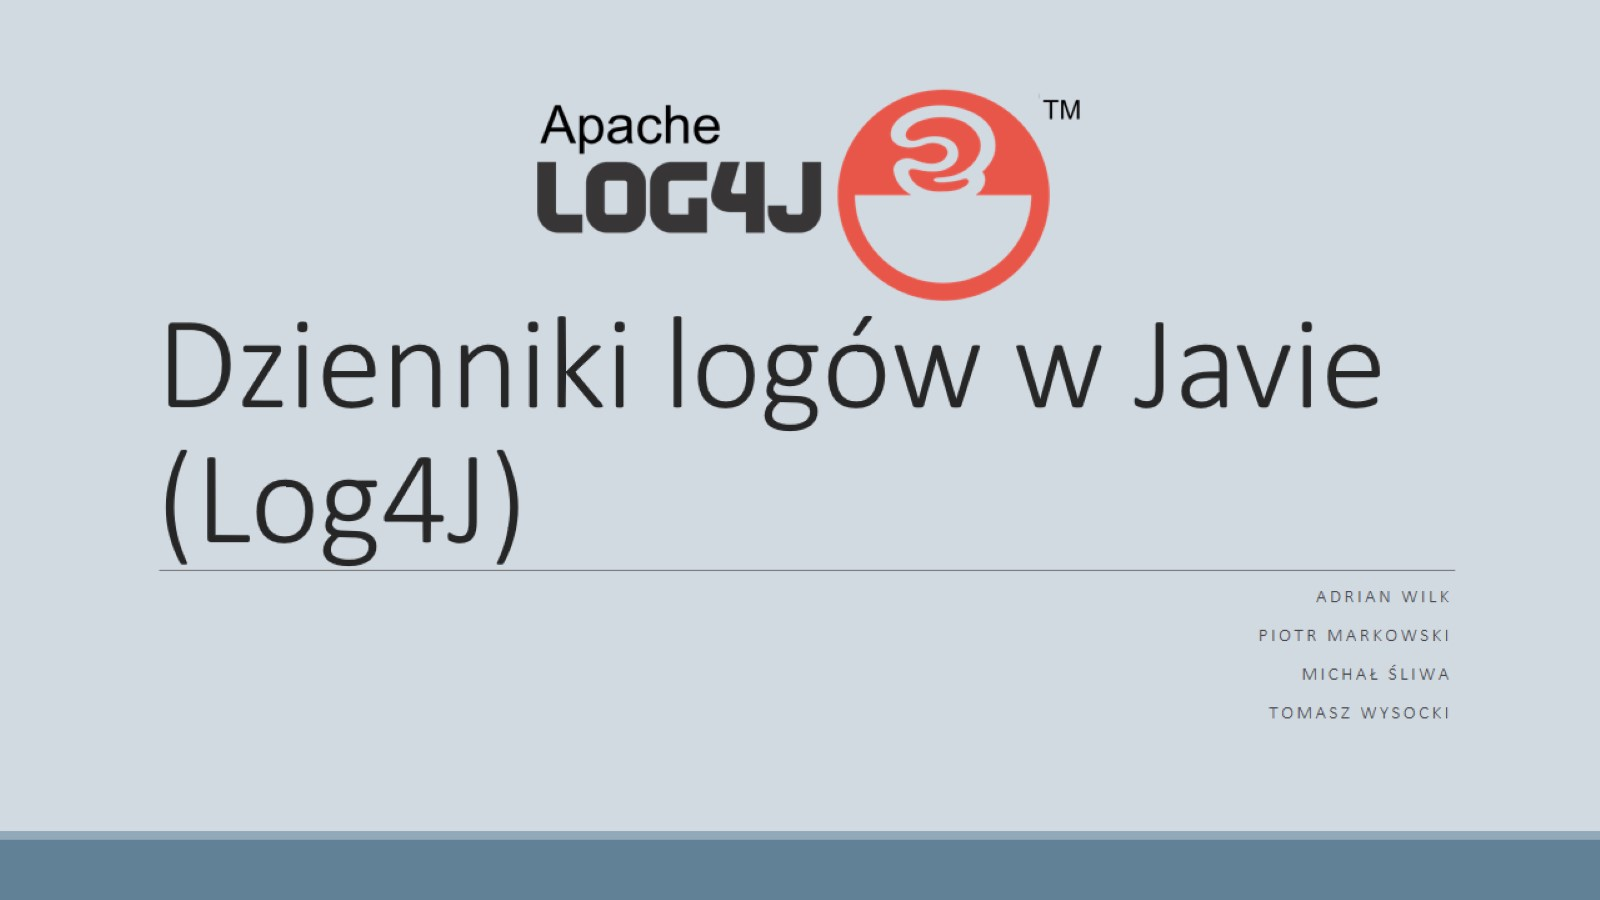 Apache
LOG4J
TM
Dzienniki logów w Javie
(Log4J)
ADRIAN WILK
PIOTR MARKOWSKI
MICHAŁ ŚLIWA
TOMASZ WYSOCKI